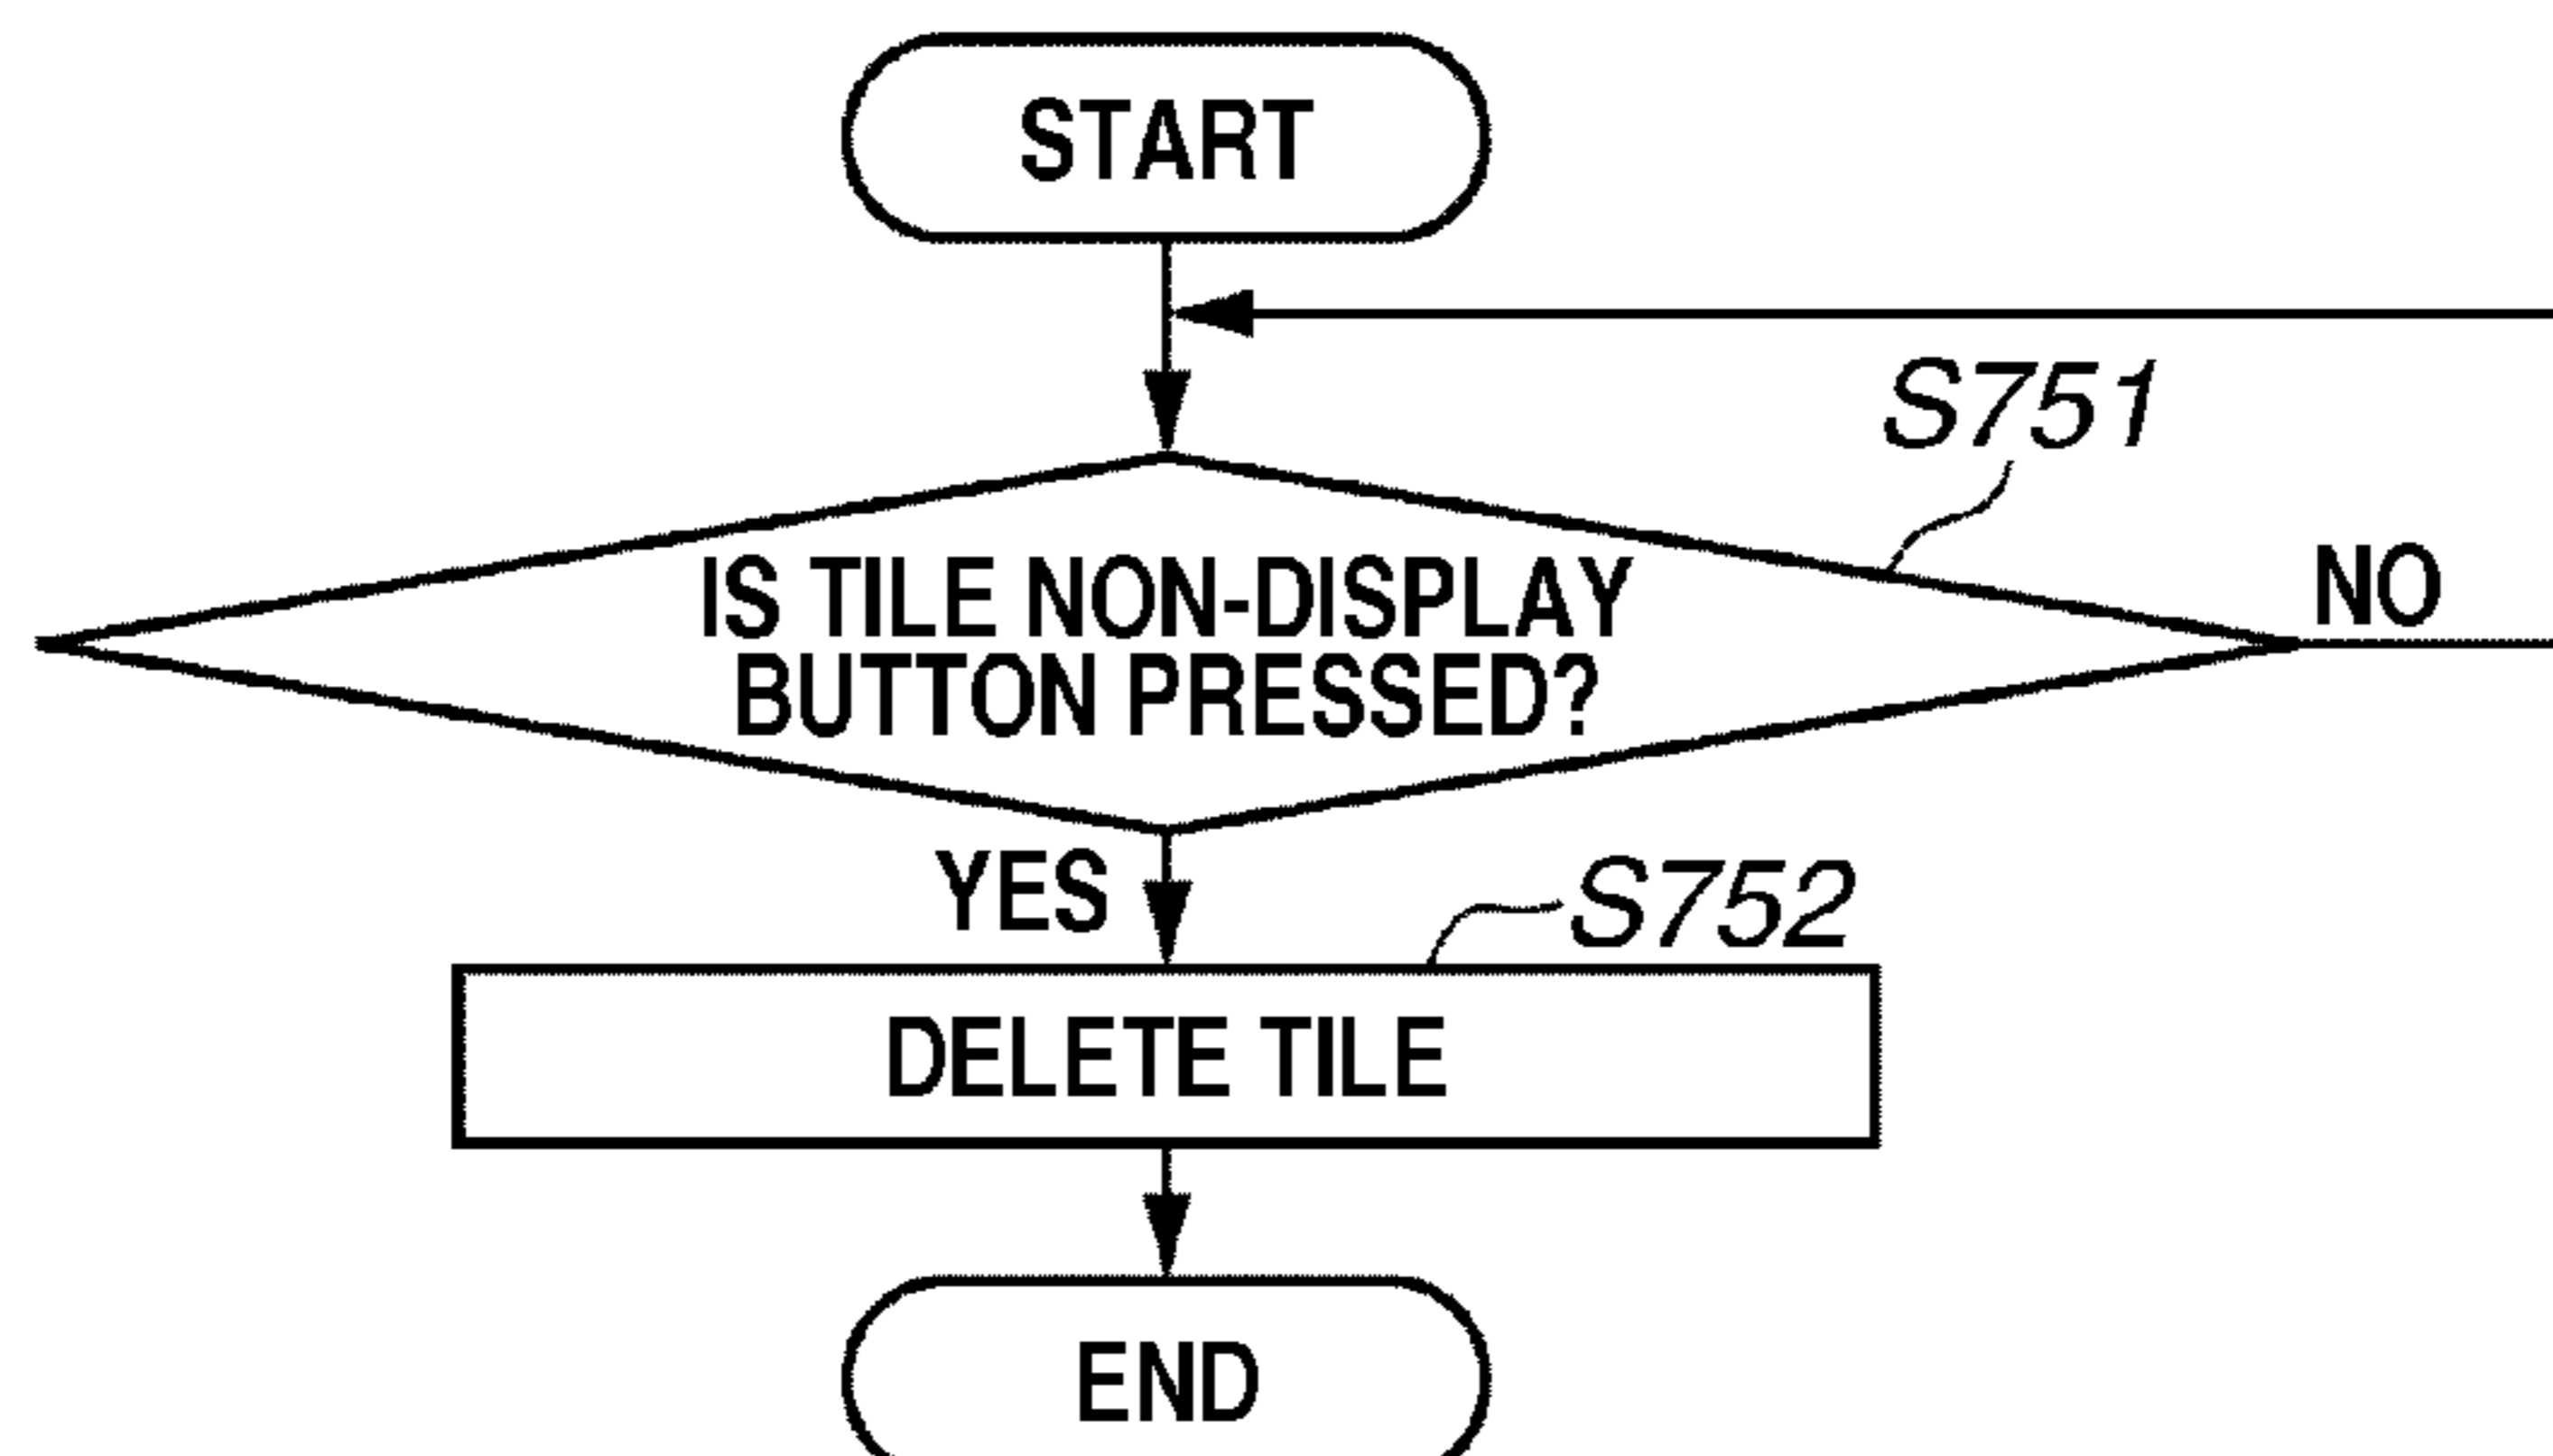 START
S751
IS TILE NON-DISPLAY
BUTTON PRESSED?
NO
YES
S752
DELETE TILE
END